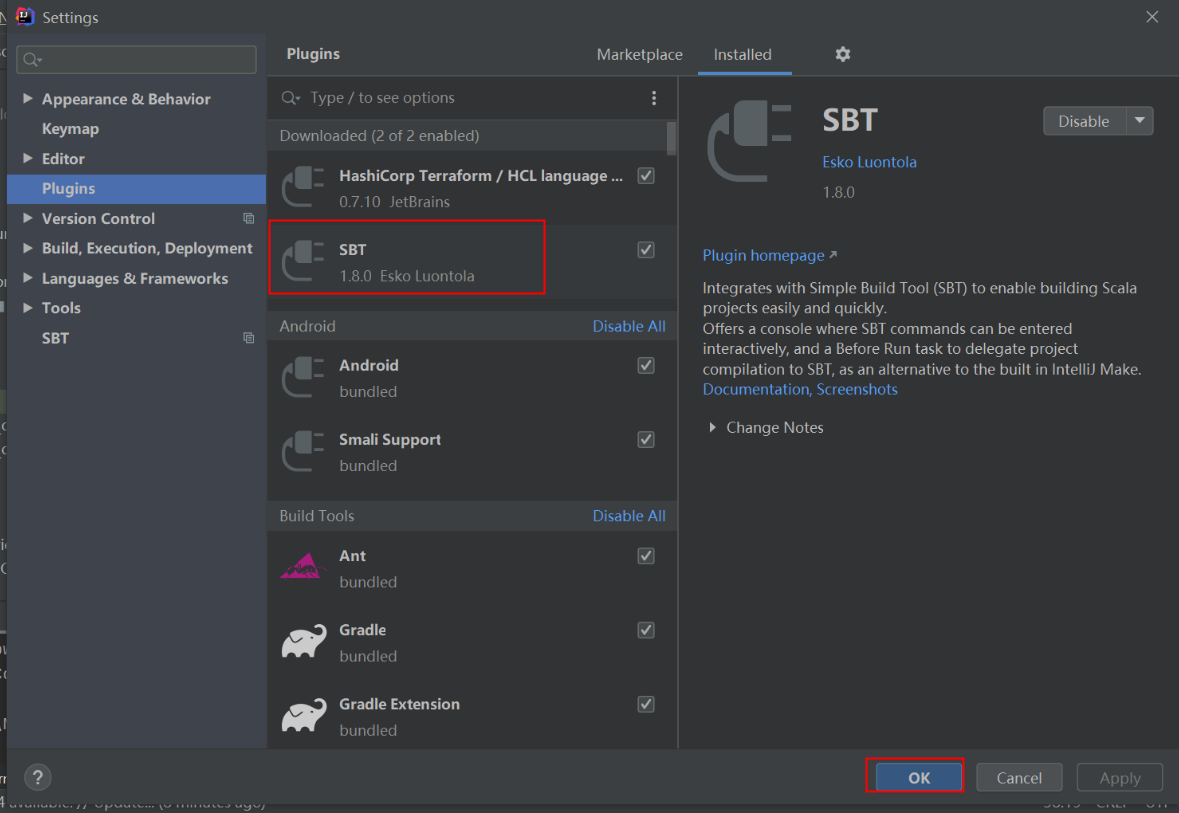 Settings
Plugins
Marketplace
Installed
Appearance & Behavior
Keymap
Editor
Plugins
Version Control
Build, Execution, Deployment
Languages & Frameworks
Tools
SBT
Type / to see options
Downloaded (2 of 2 enabled)
HashiCorp Terraform / HCL language ...
0.7.10 JetBrains
SBT
1.8.0 Esko Luontola
Android
Disable All
Android
bundled
Smali Support
bundled
Build Tools
Disable All
Ant
bundled
Gradle
bundled
Gradle Extension
bundled
SBT
Disable
Esko Luontola
1.8.0
Plugin homepage
Integrates with Simple Build Tool (SBT) to enable building Scala
projects easily and quickly.
Offers a console where SBT commands can be entered
interactively, and a Before Run task to delegate project
compilation to SBT, as an alternative to the built in IntelliJ Make.
Documentation, Screenshots
Change Notes
?
OK
Cancel
Apply